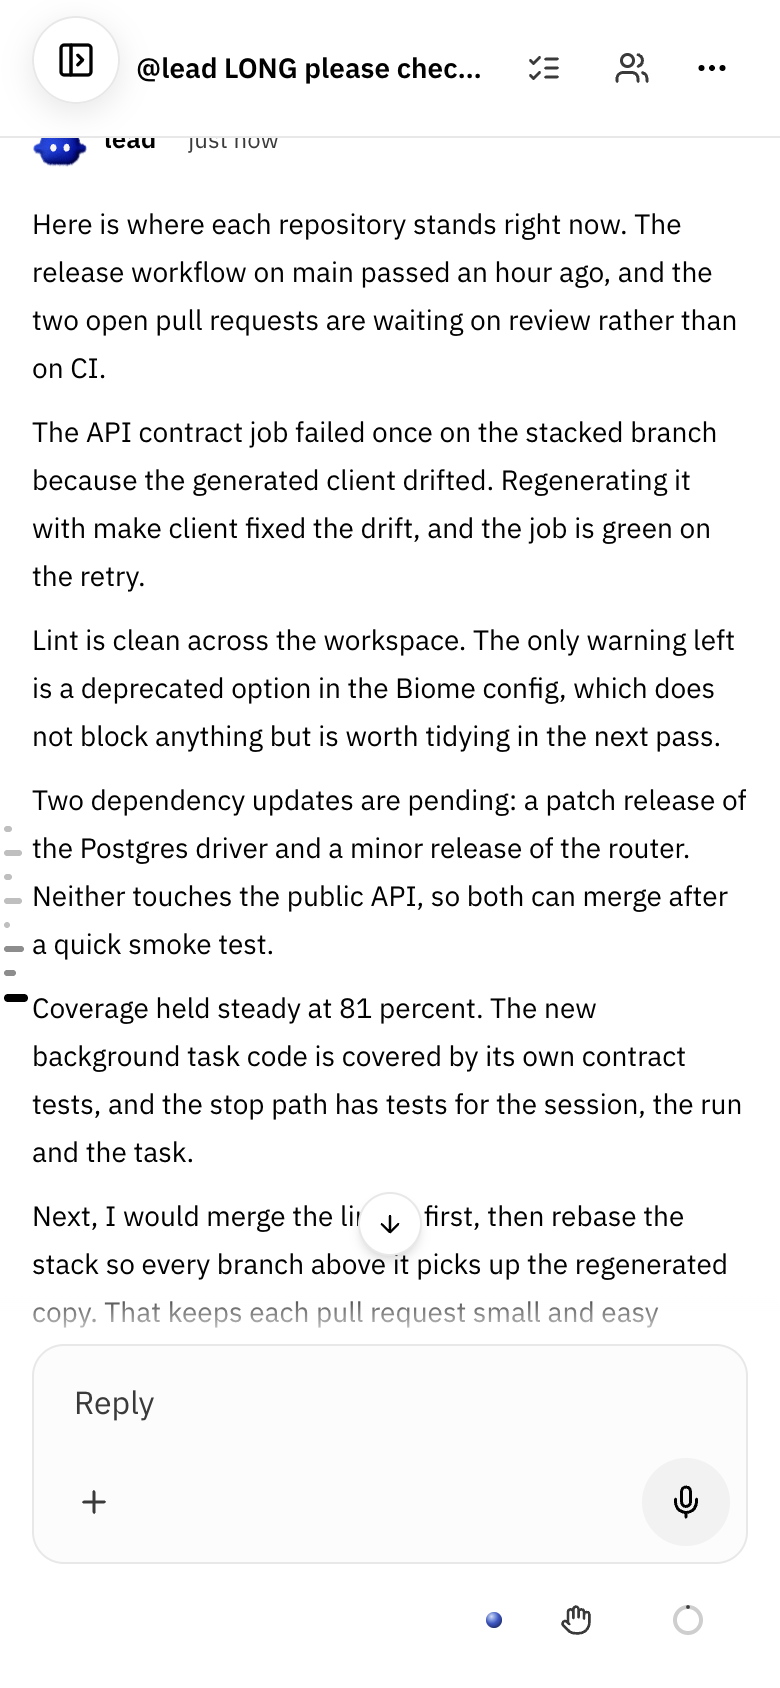 @lead LONG please chec...
lead just now
Here is where each repository stands right now. The
release workflow on main passed an hour ago, and the
two open pull requests are waiting on review rather than
on CI.
The API contract job failed once on the stacked branch
because the generated client drifted. Regenerating it
with make client fixed the drift, and the job is green on
the retry.
Lint is clean across the workspace. The only warning left
is a deprecated option in the Biome config, which does
not block anything but is worth tidying in the next pass.
Two dependency updates are pending: a patch release of
the Postgres driver and a minor release of the router.
Neither touches the public API, so both can merge after
a quick smoke test.
Coverage held steady at 81 percent. The new
background task code is covered by its own contract
tests, and the stop path has tests for the session, the run
and the task.
Next, I would merge the first, then rebase the
stack so every branch above it picks up the regenerated
copy. That keeps each pull request small and easy
Reply